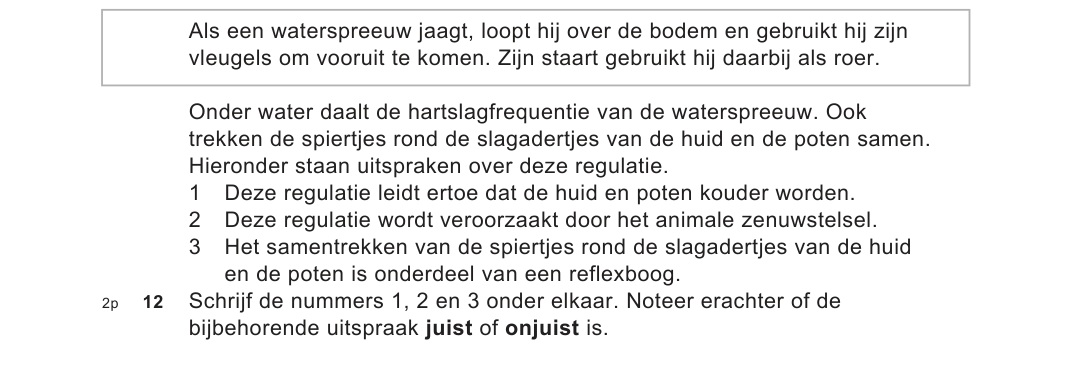 Als een waterspreeuw jaagt, loopt hij over de bodem en gebruikt hij zijn
vleugels om vooruit te komen. Zijn staart gebruikt hij daarbij als roer.
Onder water daalt de hartslagfrequentie van de waterspreeuw. Ook
trekken de spiertjes rond de slagadertjes van de huid en de poten samen.
Hieronder staan uitspraken over deze regulatie.
1 Deze regulatie leidt ertoe dat de huid en poten kouder worden.
2 Deze regulatie wordt veroorzaakt door het animale zenuwstelsel.
3 Het samentrekken van de spiertjes rond de slagadertjes van de huid
en de poten is onderdeel van een reflexboog.
2p 12 Schrijf de nummers 1, 2 en 3 onder elkaar. Noteer erachter of de
bijbehorende uitspraak juist of onjuist is.